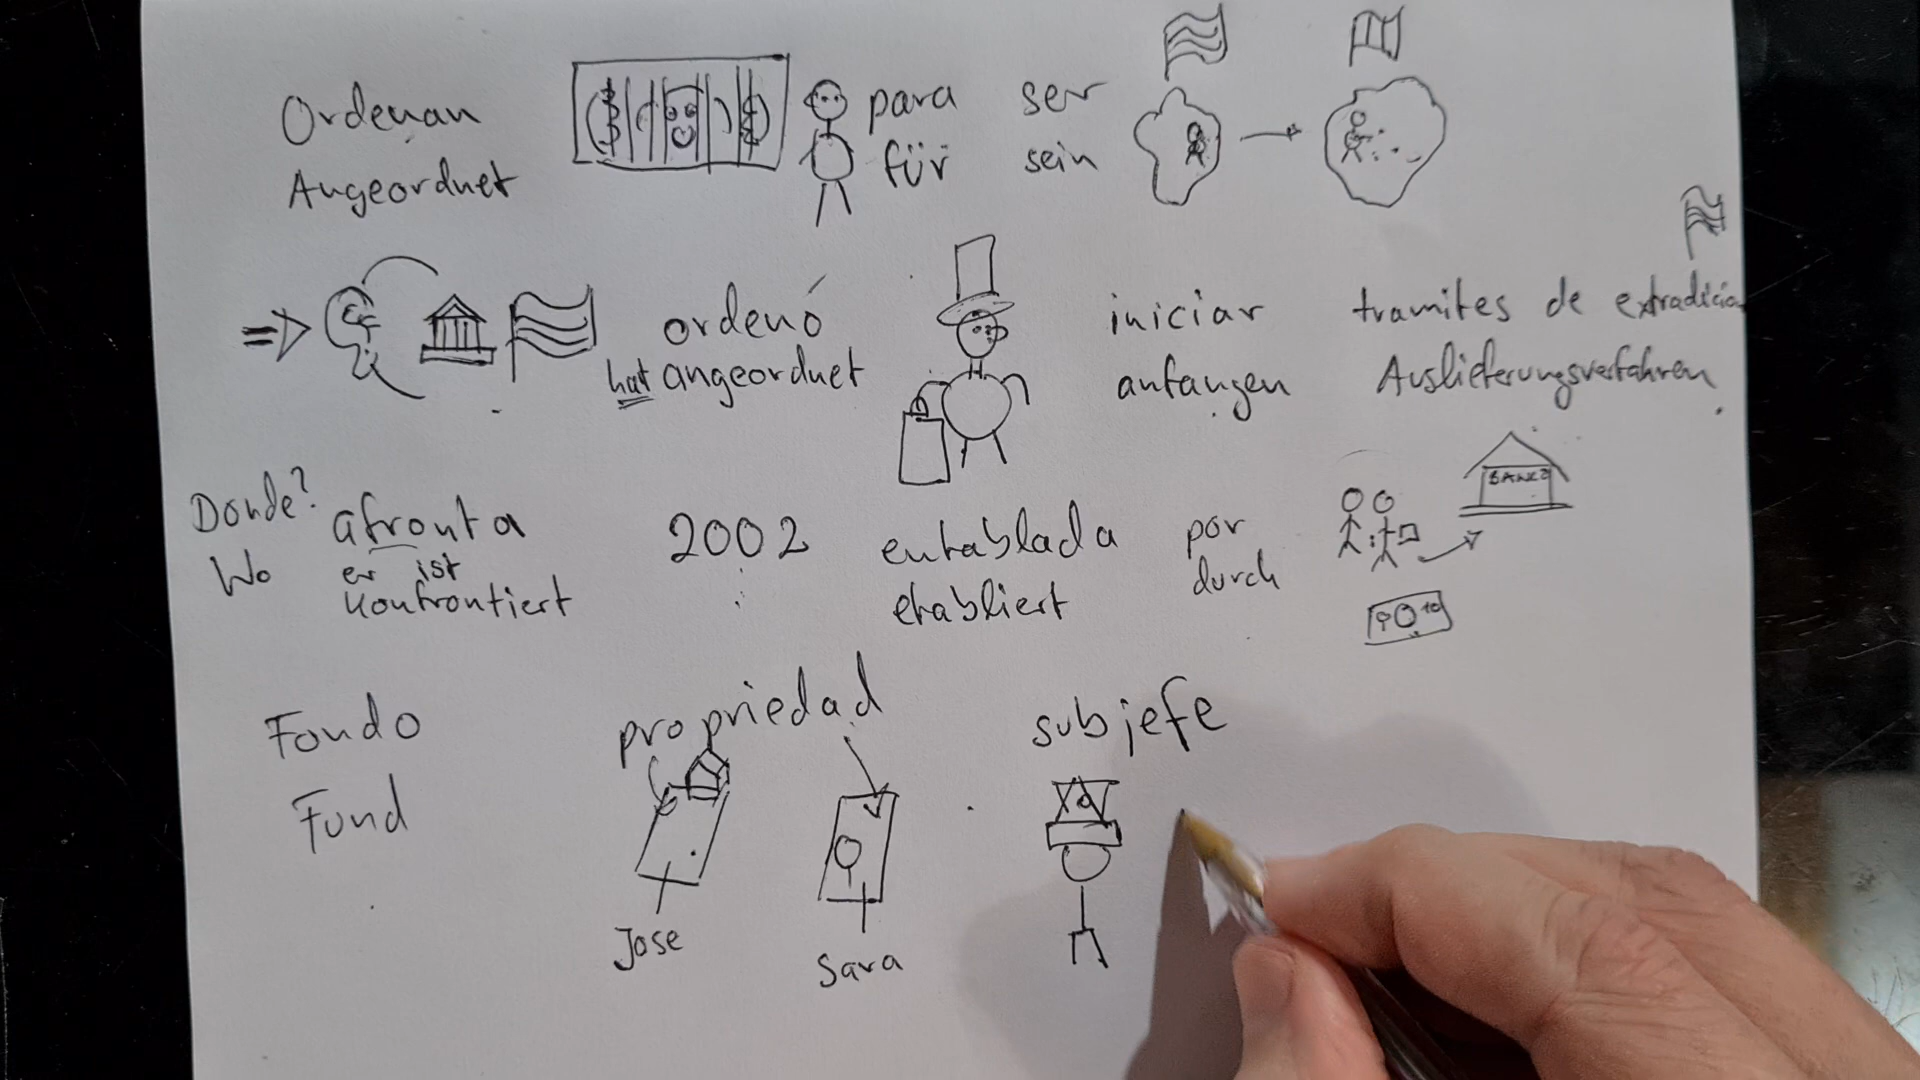 Ordenan para ser
Angeordnet für sein
ordenó iniciar tramites de extradición
hat angeordnet anfangen Auslieferungsverfahren
Donde? afronta 2002 entablada por BANCO
Wo er ist durch
konfrontiert etabliert
Fondo propriedad subjefe
Fund
Jose Sara